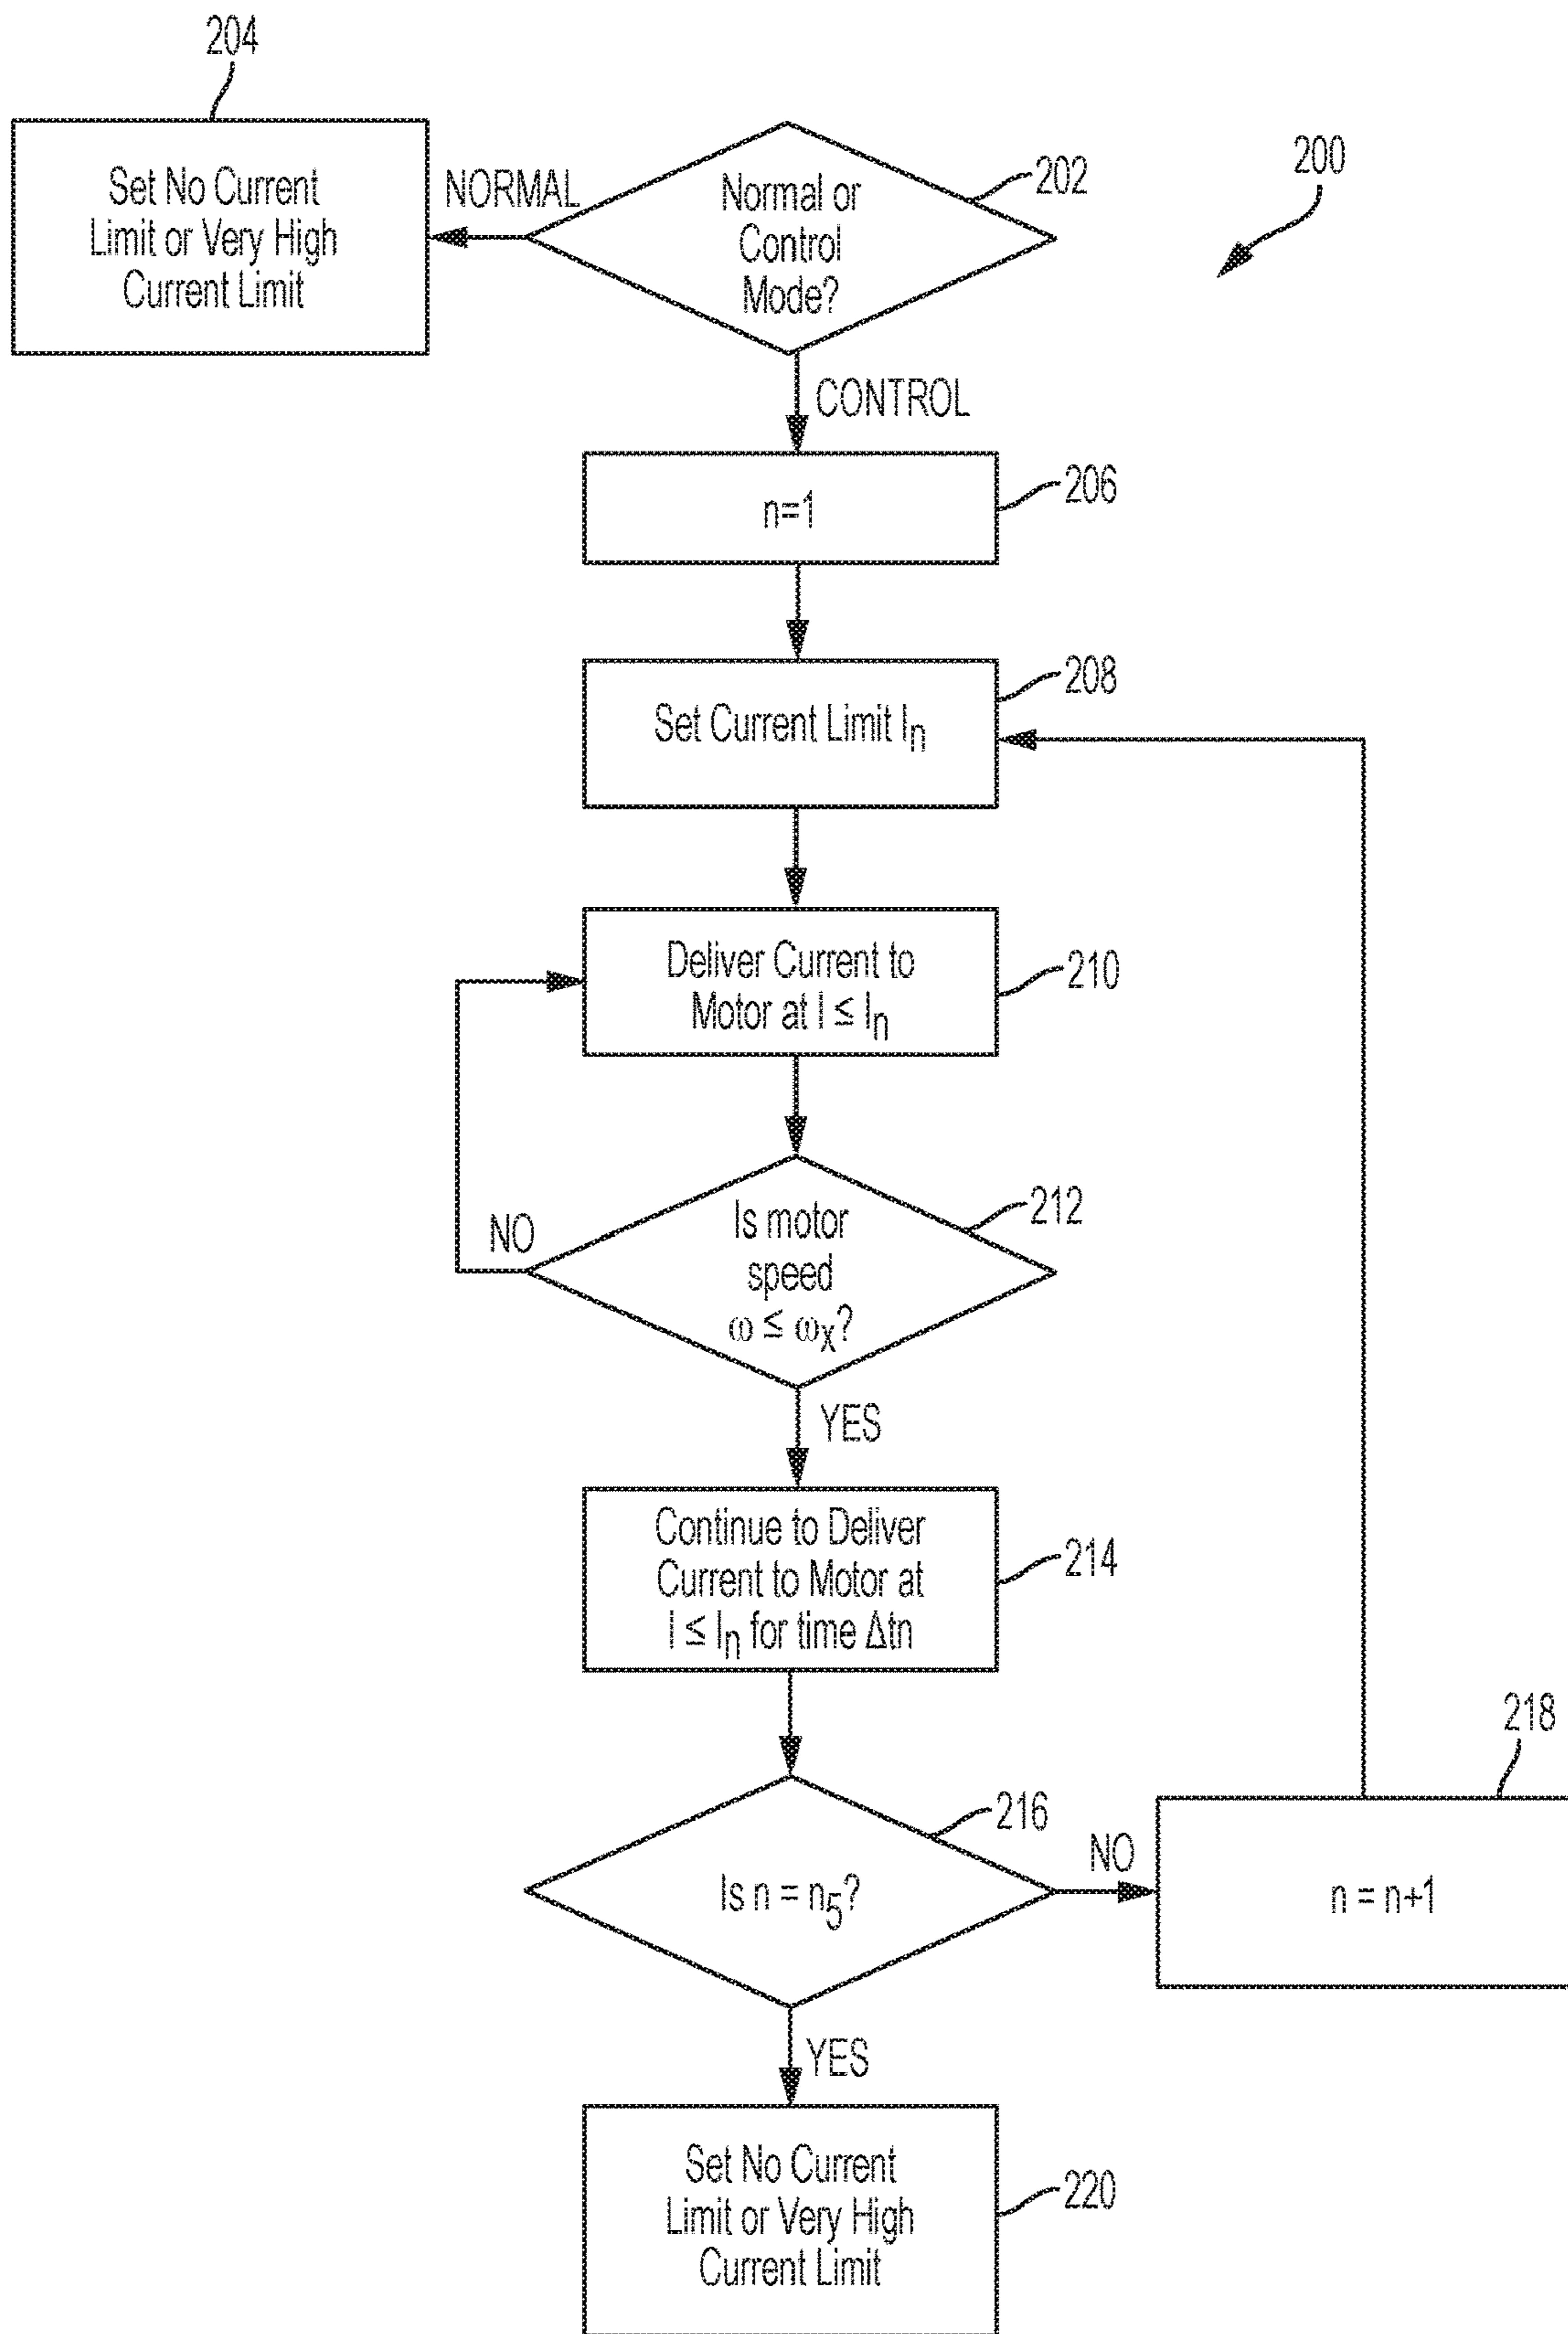 204
Set No Current
Limit or Very High
Current Limit
NORMAL
Normal or
Control
Mode?
202
200
CONTROL
n=1
206
Set Current Limit Iₙ
208
Deliver Current to
Motor at I ≤ Iₙ
210
Is motor
speed
ω ≤ ωₓ?
212
NO
YES
Continue to Deliver
Current to Motor at
I ≤ Iₙ for time Δtn
214
Is n = n₅?
216
NO
218
n = n+1
YES
Set No Current
Limit or Very High
Current Limit
220